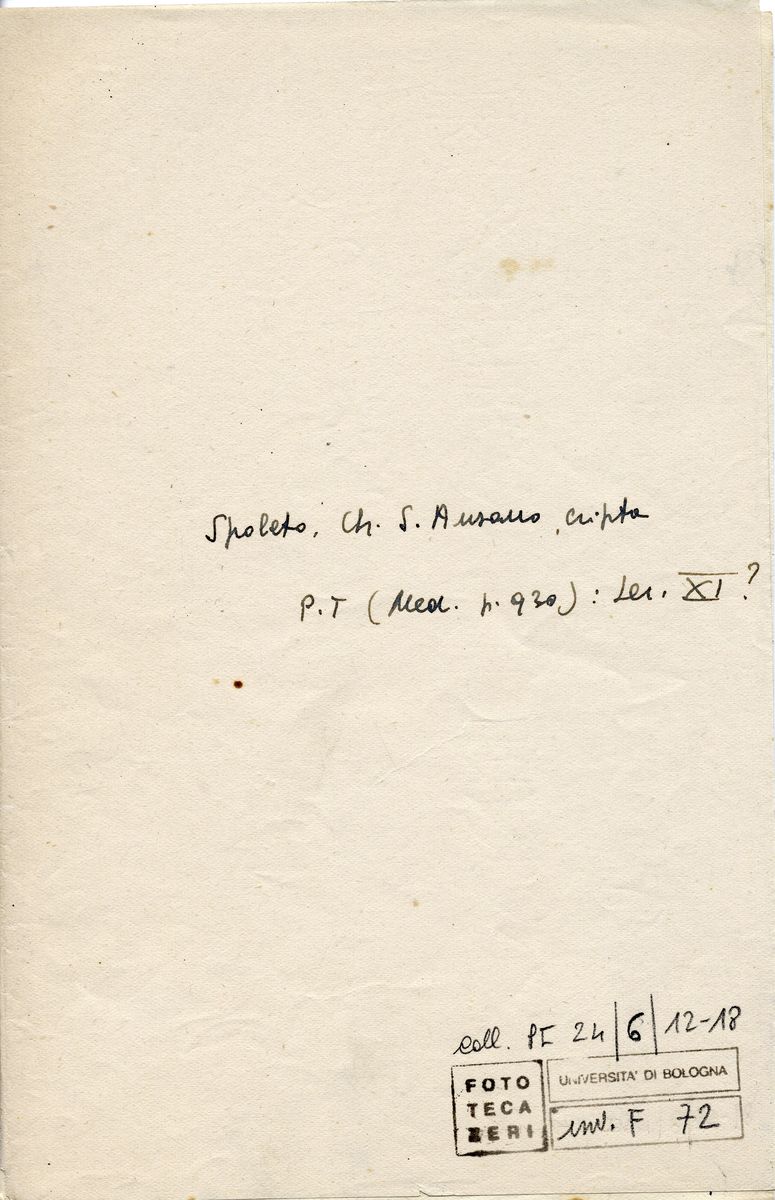 Spoleto, Ch. S. Ansano, cripta
P.T (Med. p. 930) : Sec. XI ?
coll. PI 24/6/12-18
FOTO
TECA
ZERI
UNIVERSITA' DI BOLOGNA
inv. F 72